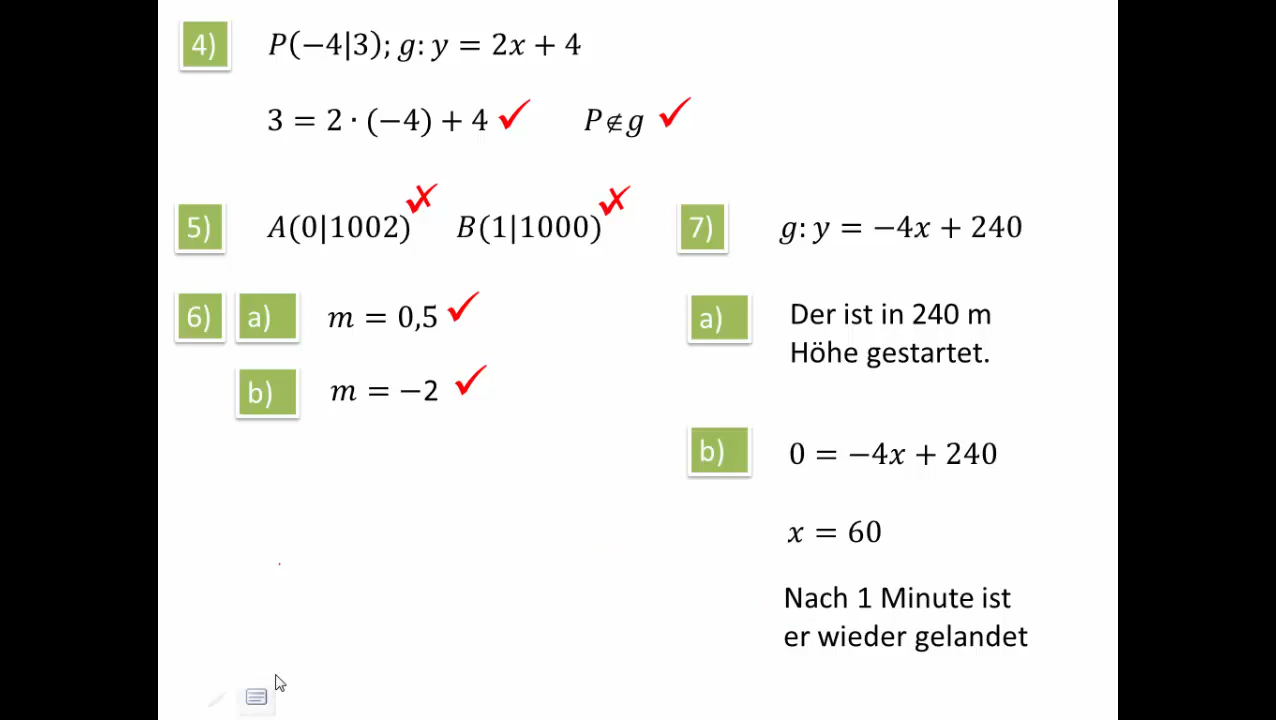 4) P(−4|3); g: y = 2x + 4
3 = 2 · (−4) + 4 ✓ P∉g ✓
5) A(0|1002) ✗ B(1|1000) ✗
6) a) m = 0,5 ✓
b) m = −2 ✓
7) g: y = −4x + 240
a) Der ist in 240 m
Höhe gestartet.
b) 0 = −4x + 240
x = 60
Nach 1 Minute ist
er wieder gelandet